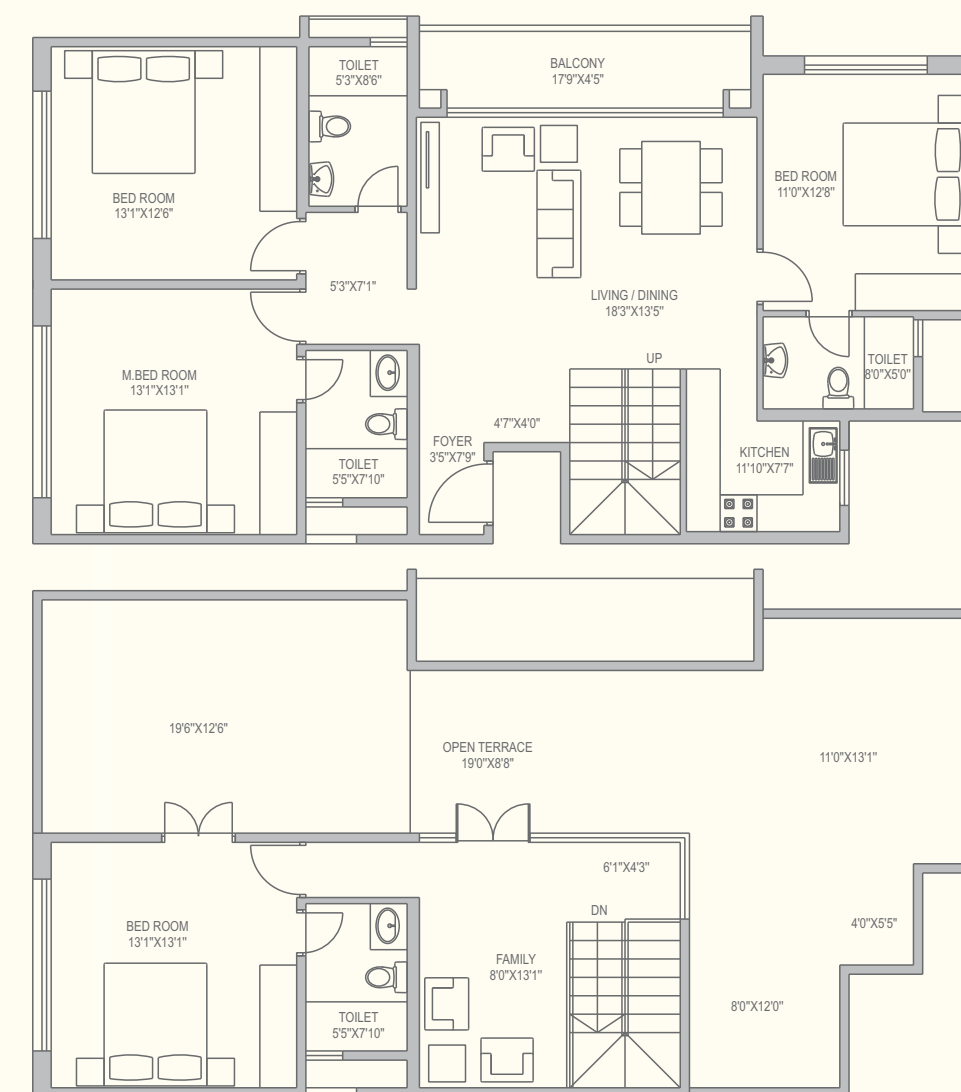 TOILET
5'3"X8'6"
BALCONY
17'9"X4'5"
BED ROOM
13'1"X12'6"
BED ROOM
11'0"X12'8"
5'3"X7'1"
LIVING / DINING
18'3"X13'5"
UP
M.BED ROOM
13'1"X13'1"
TOILET
8'0"X5'0"
4'7"X4'0"
FOYER
3'5"X7'9"
KITCHEN
11'10"X7'7"
TOILET
5'5"X7'10"
19'6"X12'6"
OPEN TERRACE
19'0"X8'8"
11'0"X13'1"
6'1"X4'3"
DN
BED ROOM
13'1"X13'1"
4'0"X5'5"
FAMILY
8'0"X13'1"
8'0"X12'0"
TOILET
5'5"X7'10"